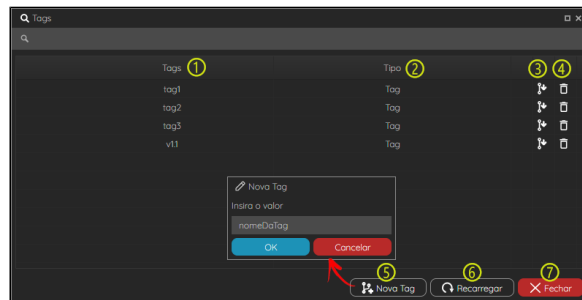 Tags
Tags 1 Tipo 2 3 4
tag1 Tag
tag2 Tag
tag3 Tag
v1.1 Tag
Nova Tag
Insira o valor
nomeDaTag
OK Cancelar
5 6 7
Nova Tag Recarregar Fechar